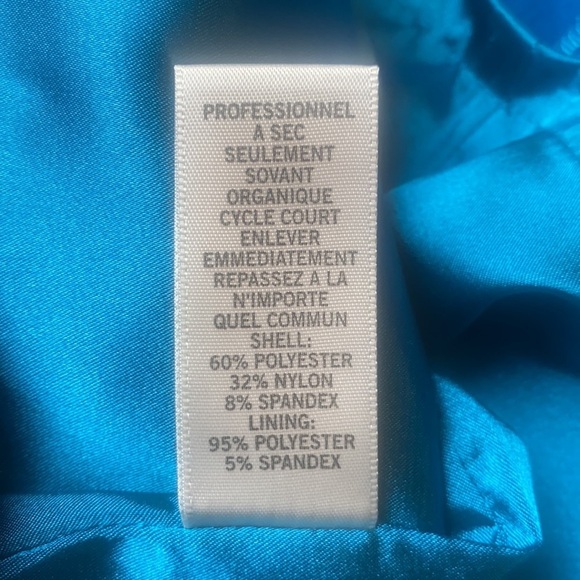 PROFESSIONNEL
A SEC
SEULEMENT
SOVANT
ORGANIQUE
CYCLE COURT
ENLEVER
EMMEDIATEMENT
REPASSEZ A LA
N'IMPORTE
QUEL COMMUN
SHELL:
60% POLYESTER
32% NYLON
8% SPANDEX
LINING:
95% POLYESTER
5% SPANDEX